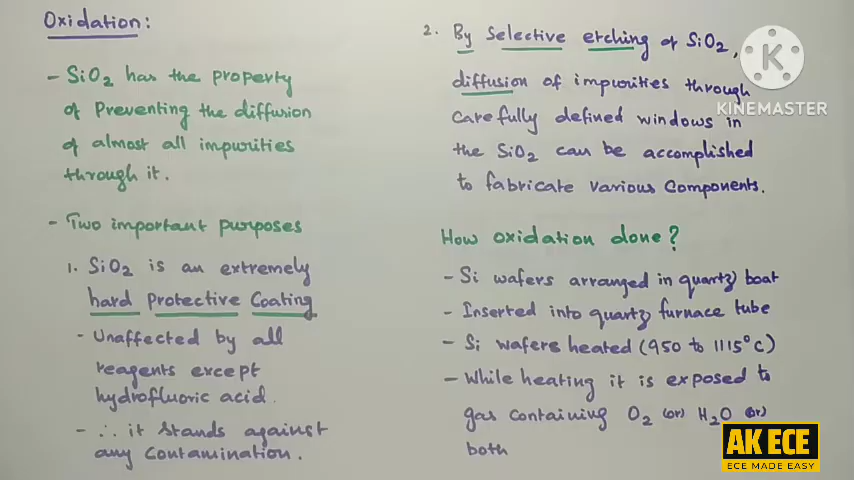 Oxidation:
- SiO2 has the property
of preventing the diffusion
of almost all impurities
through it.
- Two important purposes
1. SiO2 is an extremely
hard protective coating
- Unaffected by all
reagents except
hydrofluoric acid.
- ∴ it stands against
any contamination.
2. By selective etching of SiO2,
diffusion of impurities through
carefully defined windows in
the SiO2 can be accomplished
to fabricate various components.
How oxidation done?
- Si wafers arranged in quartz boat
- Inserted into quartz furnace tube
- Si wafers heated (950 to 1115°c)
- While heating it is exposed to
gas containing O2 (or) H2O (or)
both
K
KINEMASTER
AK ECE
ECE MADE EASY